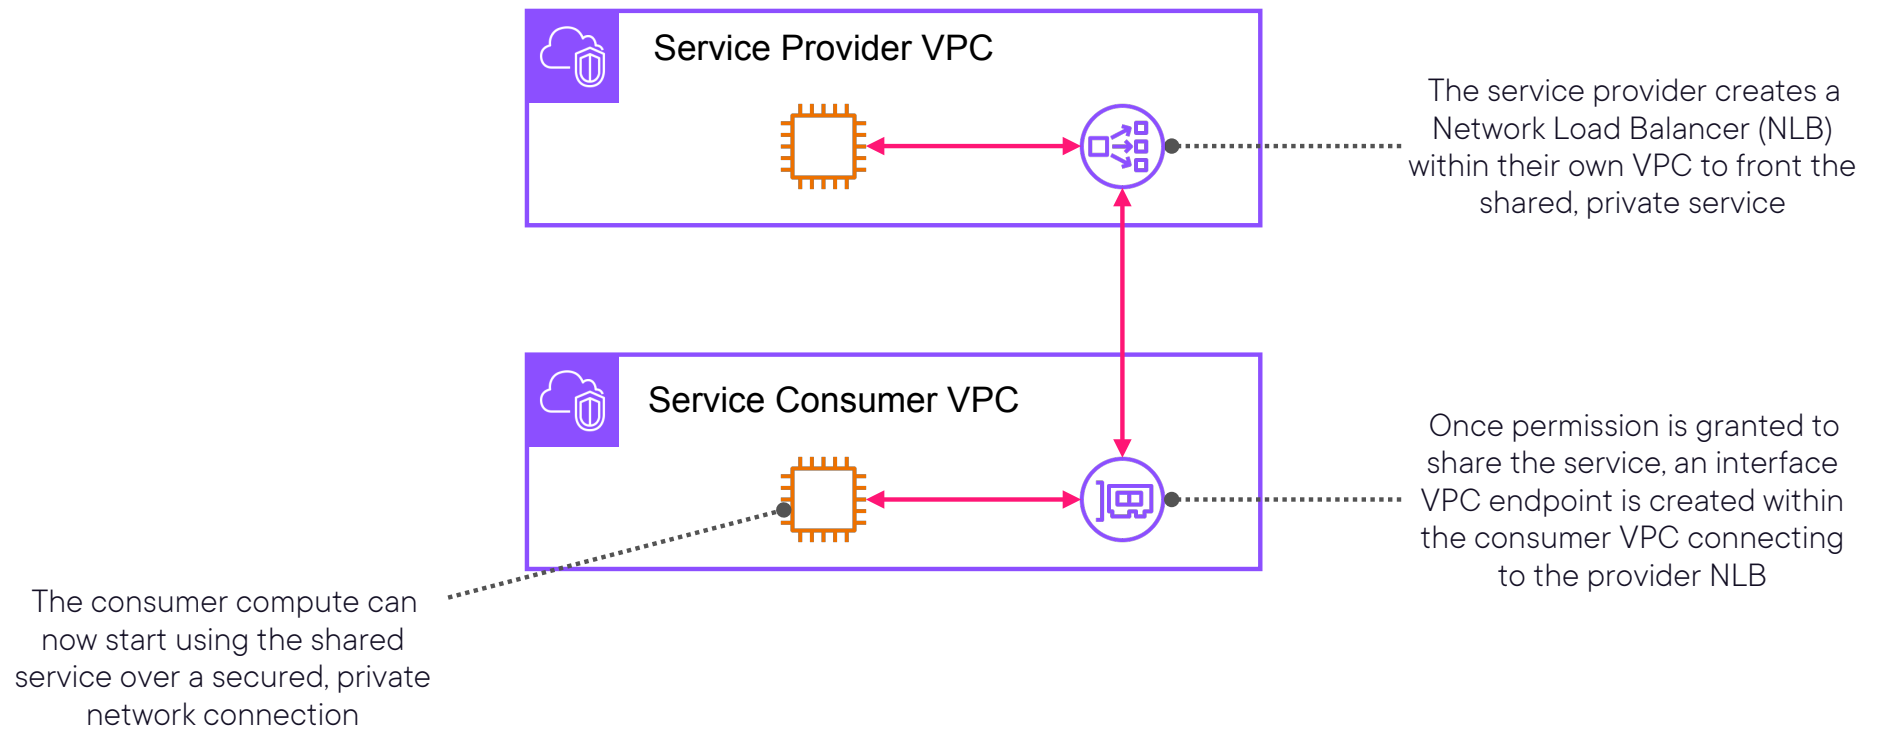 Service Provider VPC
The service provider creates a
Network Load Balancer (NLB)
within their own VPC to front the
shared, private service
Service Consumer VPC
Once permission is granted to
share the service, an interface
VPC endpoint is created within
the consumer VPC connecting
to the provider NLB
The consumer compute can
now start using the shared
service over a secured, private
network connection